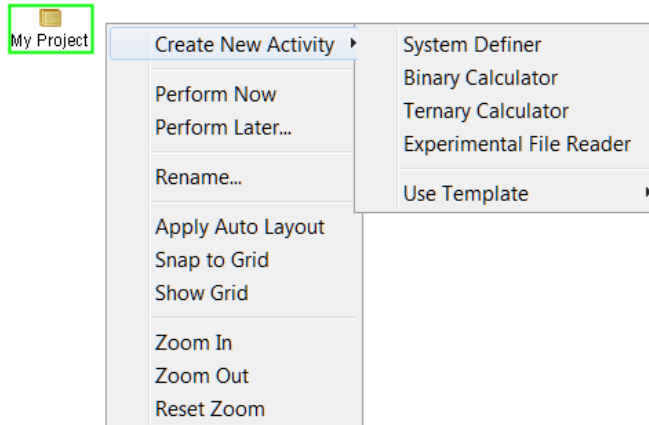 My Project
Create New Activity
Perform Now
Perform Later...
Rename...
Apply Auto Layout
Snap to Grid
Show Grid
Zoom In
Zoom Out
Reset Zoom
System Definer
Binary Calculator
Ternary Calculator
Experimental File Reader
Use Template